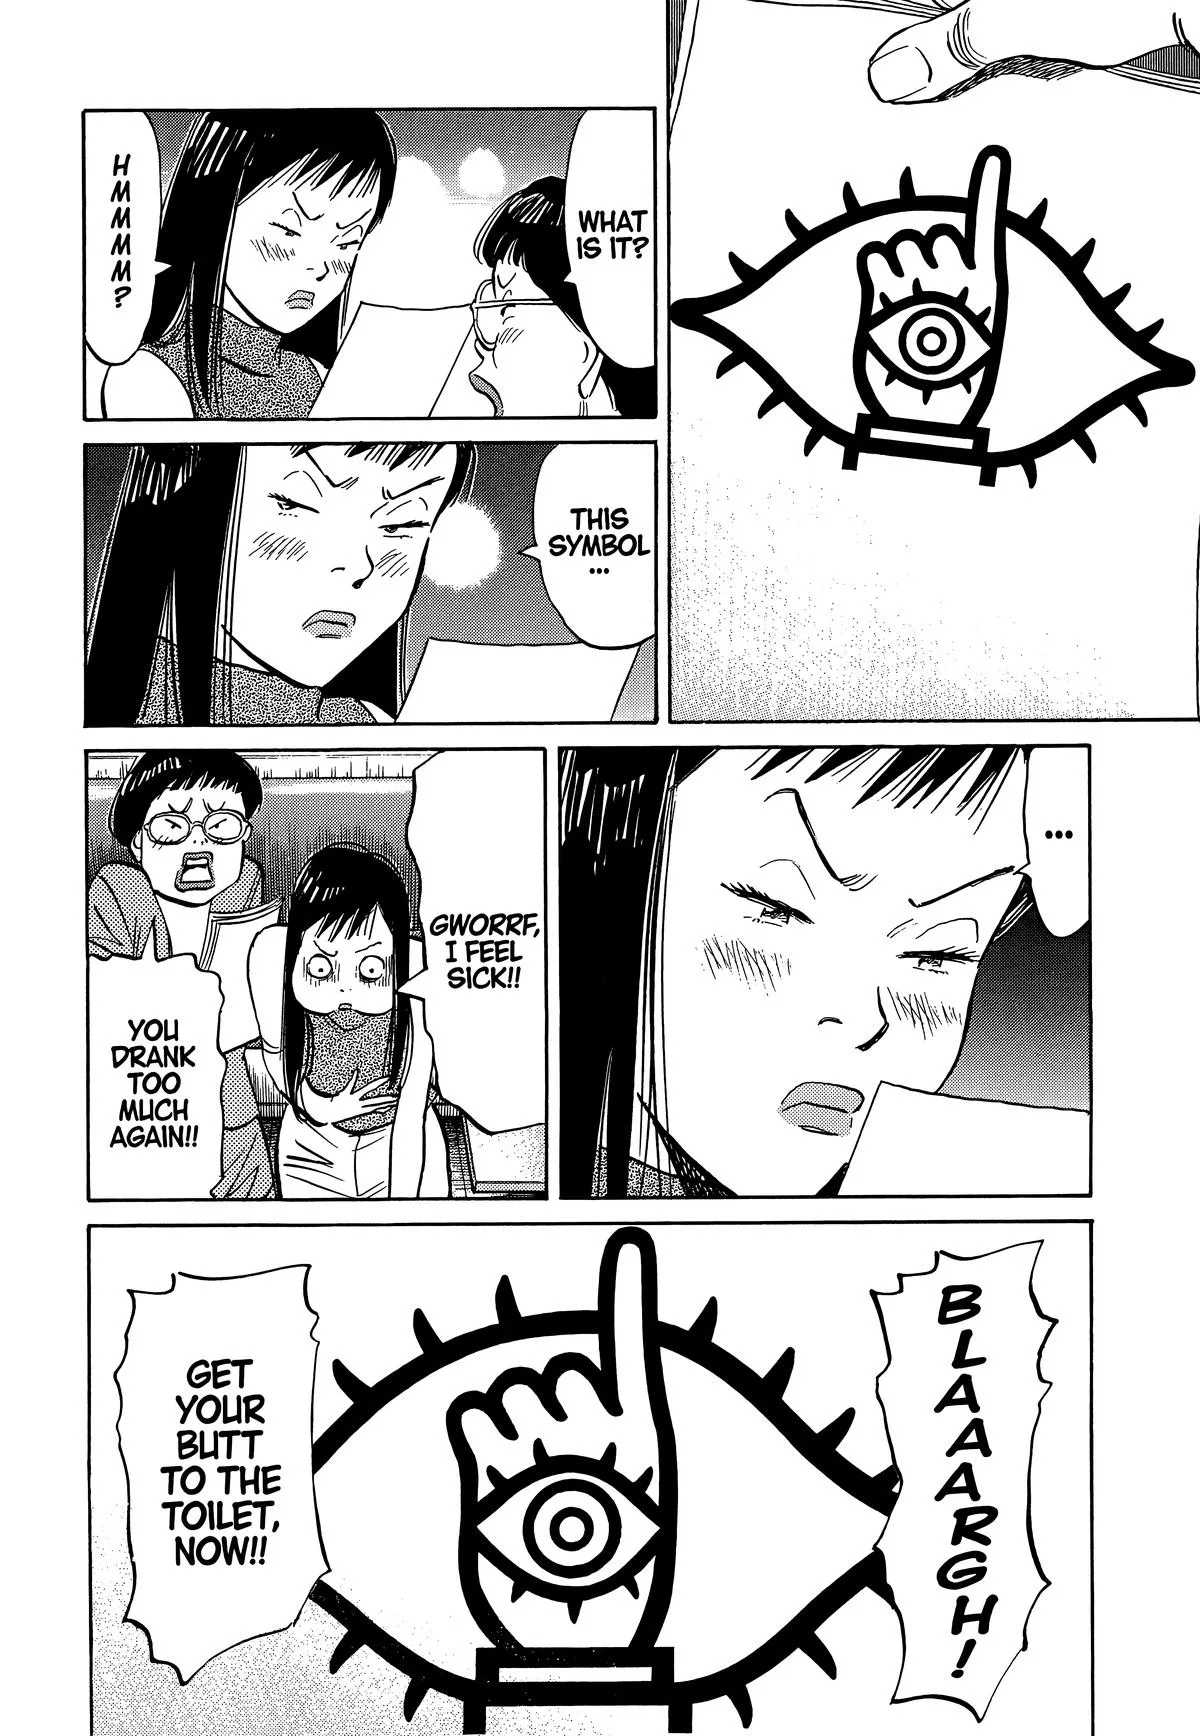 WHAT
IS IT?
HMMMM?
THIS
SYMBOL
...
...
GWORRF,
I FEEL
SICK!!
YOU
DRANK
TOO
MUCH
AGAIN!!
BLAAARGH!
GET
YOUR
BUTT
TO THE
TOILET,
NOW!!